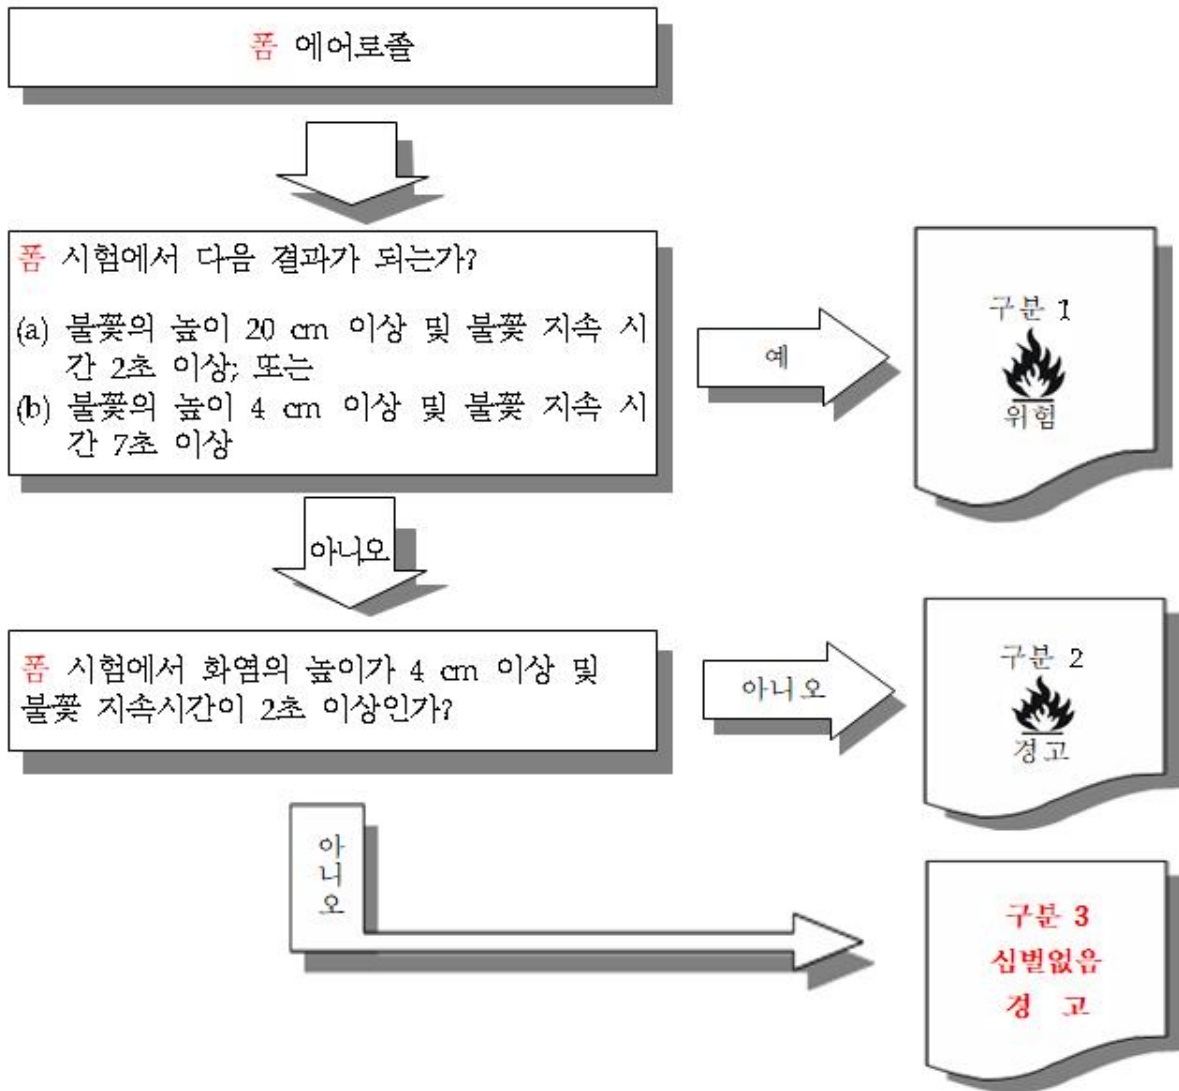 폼 에어로졸
폼 시험에서 다음 결과가 되는가?
(a) 불꽃의 높이 20 cm 이상 및 불꽃 지속 시
간 2초 이상; 또는
(b) 불꽃의 높이 4 cm 이상 및 불꽃 지속 시
간 7초 이상
예
구분 1
위험
아니오
폼 시험에서 화염의 높이가 4 cm 이상 및
불꽃 지속시간이 2초 이상인가?
아니오
구분 2
경고
아
니
오
구분 3
심벌없음
경 고